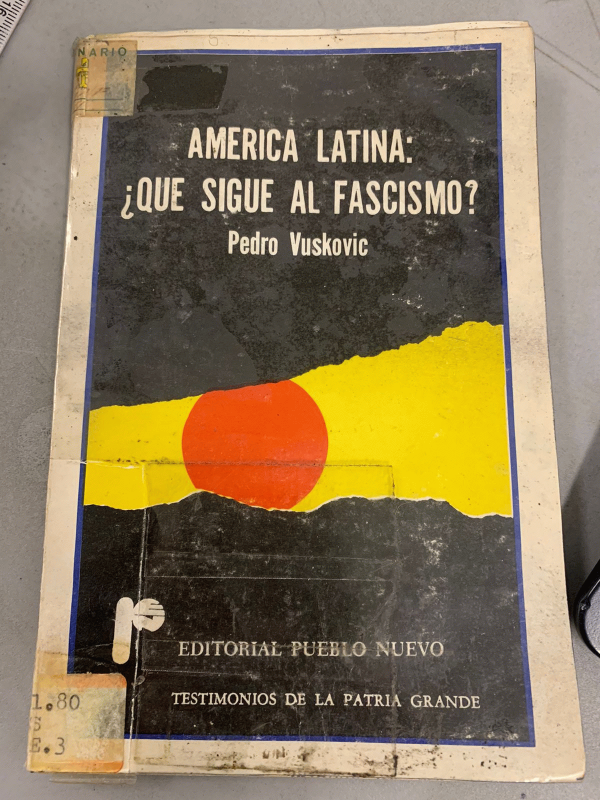 NARIO
AMERICA LATINA:
¿QUE SIGUE AL FASCISMO?
Pedro Vuskovic
EDITORIAL PUEBLO NUEVO
TESTIMONIOS DE LA PATRIA GRANDE
1.80
S
E.3
16